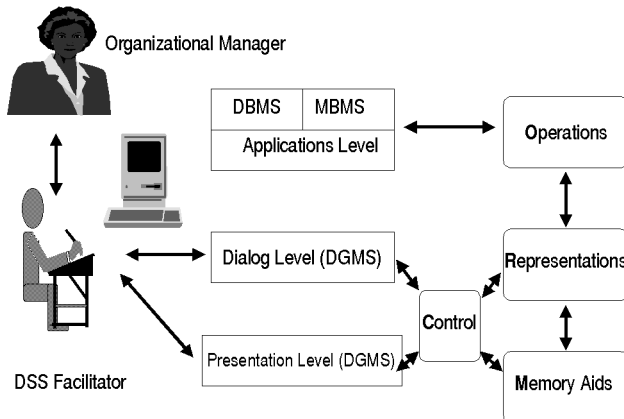 Organizational Manager
DBMS
MBMS
Applications Level
Operations
Dialog Level (DGMS)
Representations
Control
Presentation Level (DGMS)
DSS Facilitator
Memory Aids